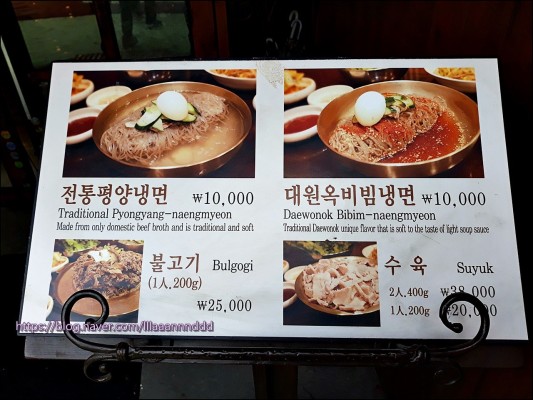 전통평양냉면 ₩10,000
Traditional Pyongyang-naengmyeon
Made from only domestic beef broth and is traditional and soft
대원옥비빔냉면 ₩10,000
Daewonok Bibim-naengmyeon
Traditional Daewonok unique flavor that is soft to the taste of light soup sauce
불고기 Bulgogi
(1人, 200g)
₩25,000
수육 Suyuk
2人, 400g ₩38,000
1人, 200g ₩20,000
https://blog.naver.com/lllaaannnddd